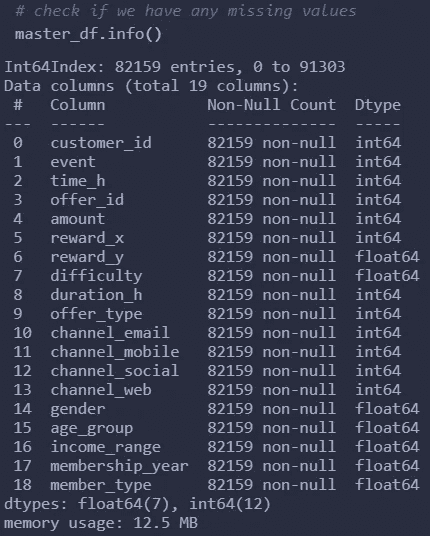 # check if we have any missing values
master_df.info()
Int64Index: 82159 entries, 0 to 91303
Data columns (total 19 columns):
 #   Column           Non-Null Count  Dtype
---  ------           --------------  -----
 0   customer_id      82159 non-null  int64
 1   event            82159 non-null  int64
 2   time_h           82159 non-null  int64
 3   offer_id         82159 non-null  int64
 4   amount           82159 non-null  int64
 5   reward_x         82159 non-null  int64
 6   reward_y         82159 non-null  float64
 7   difficulty       82159 non-null  float64
 8   duration_h       82159 non-null  int64
 9   offer_type       82159 non-null  int64
 10  channel_email    82159 non-null  int64
 11  channel_mobile   82159 non-null  int64
 12  channel_social   82159 non-null  int64
 13  channel_web      82159 non-null  int64
 14  gender           82159 non-null  float64
 15  age_group        82159 non-null  float64
 16  income_range     82159 non-null  float64
 17  membership_year  82159 non-null  float64
 18  member_type      82159 non-null  float64
dtypes: float64(7), int64(12)
memory usage: 12.5 MB